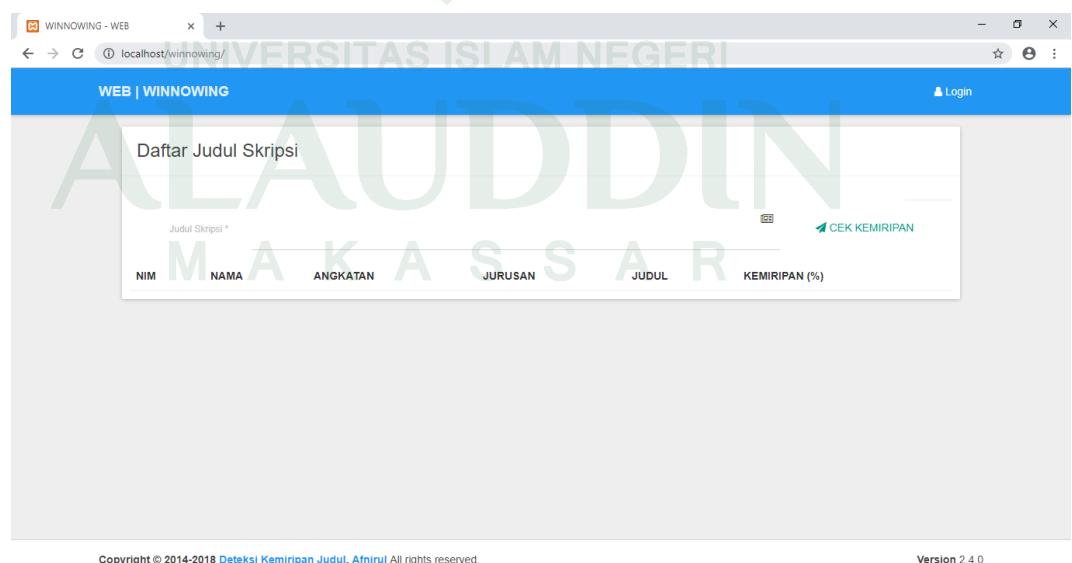 WINNOWING - WEB
localhost/winnowing/
UNIVERSITAS ISLAM NEGERI
WEB | WINNOWING
Login
ALAUDDIN
Daftar Judul Skripsi
Judul Skripsi *
CEK KEMIRIPAN
MAKASSAR
NIM NAMA ANGKATAN JURUSAN JUDUL KEMIRIPAN (%)
Copyright © 2014-2018 Deteksi Kemiripan Judul. Afnirul All rights reserved.
Version 2.4.0